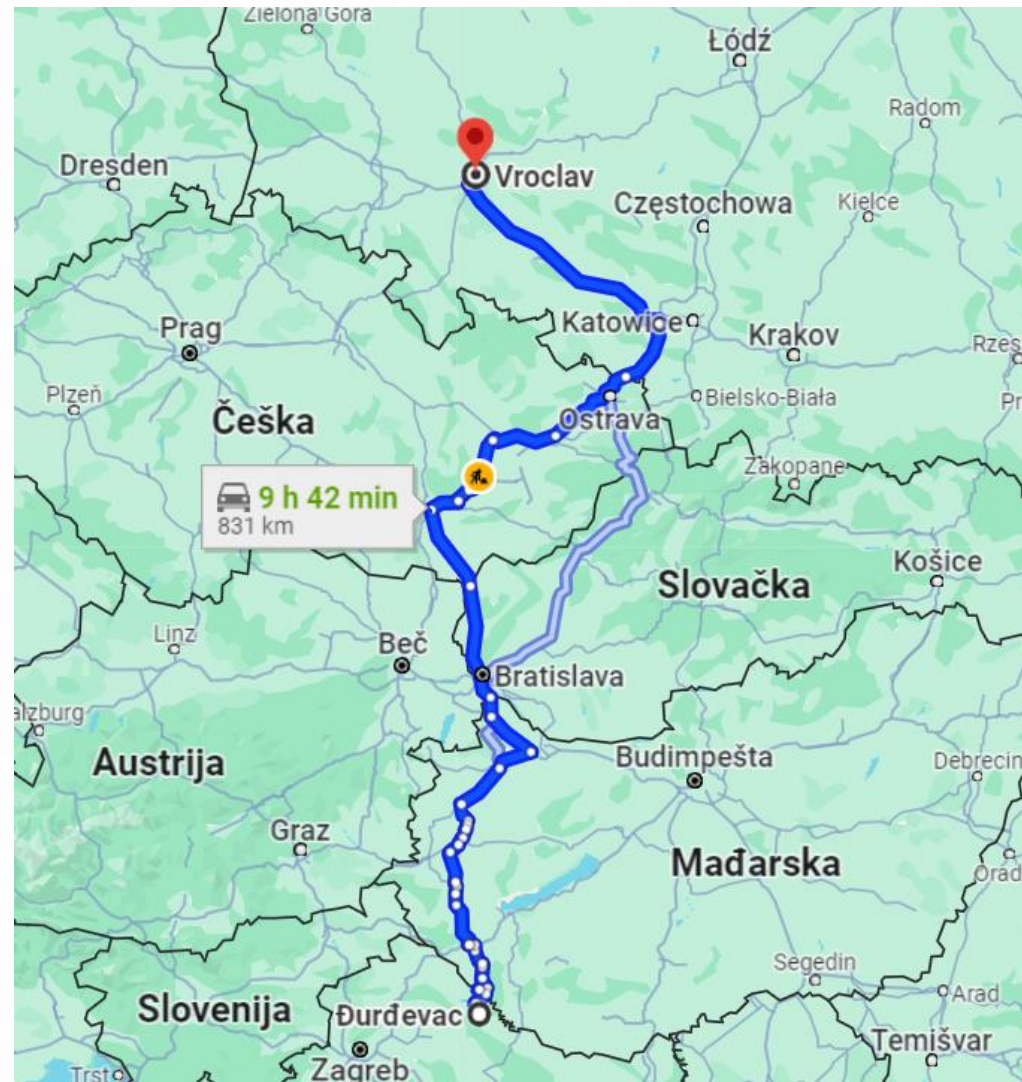 Zielona Góra
Łódź
Radom
Dresden
Vroclav
Częstochowa
Kielce
Prag
Katowice
Krakov
Rzes
Plzeň
Bielsko-Biała
Pr
Češka
Ostrava
Zakopane
9 h 42 min
831 km
Košice
Slovačka
Linz
Beč
Bratislava
alzburg
Austrija
Budimpešta
Debrecin
Graz
Mađarska
Orad
Segedin
Arad
Slovenija
Đurđevac
Temišvar
Zagreb
Trst